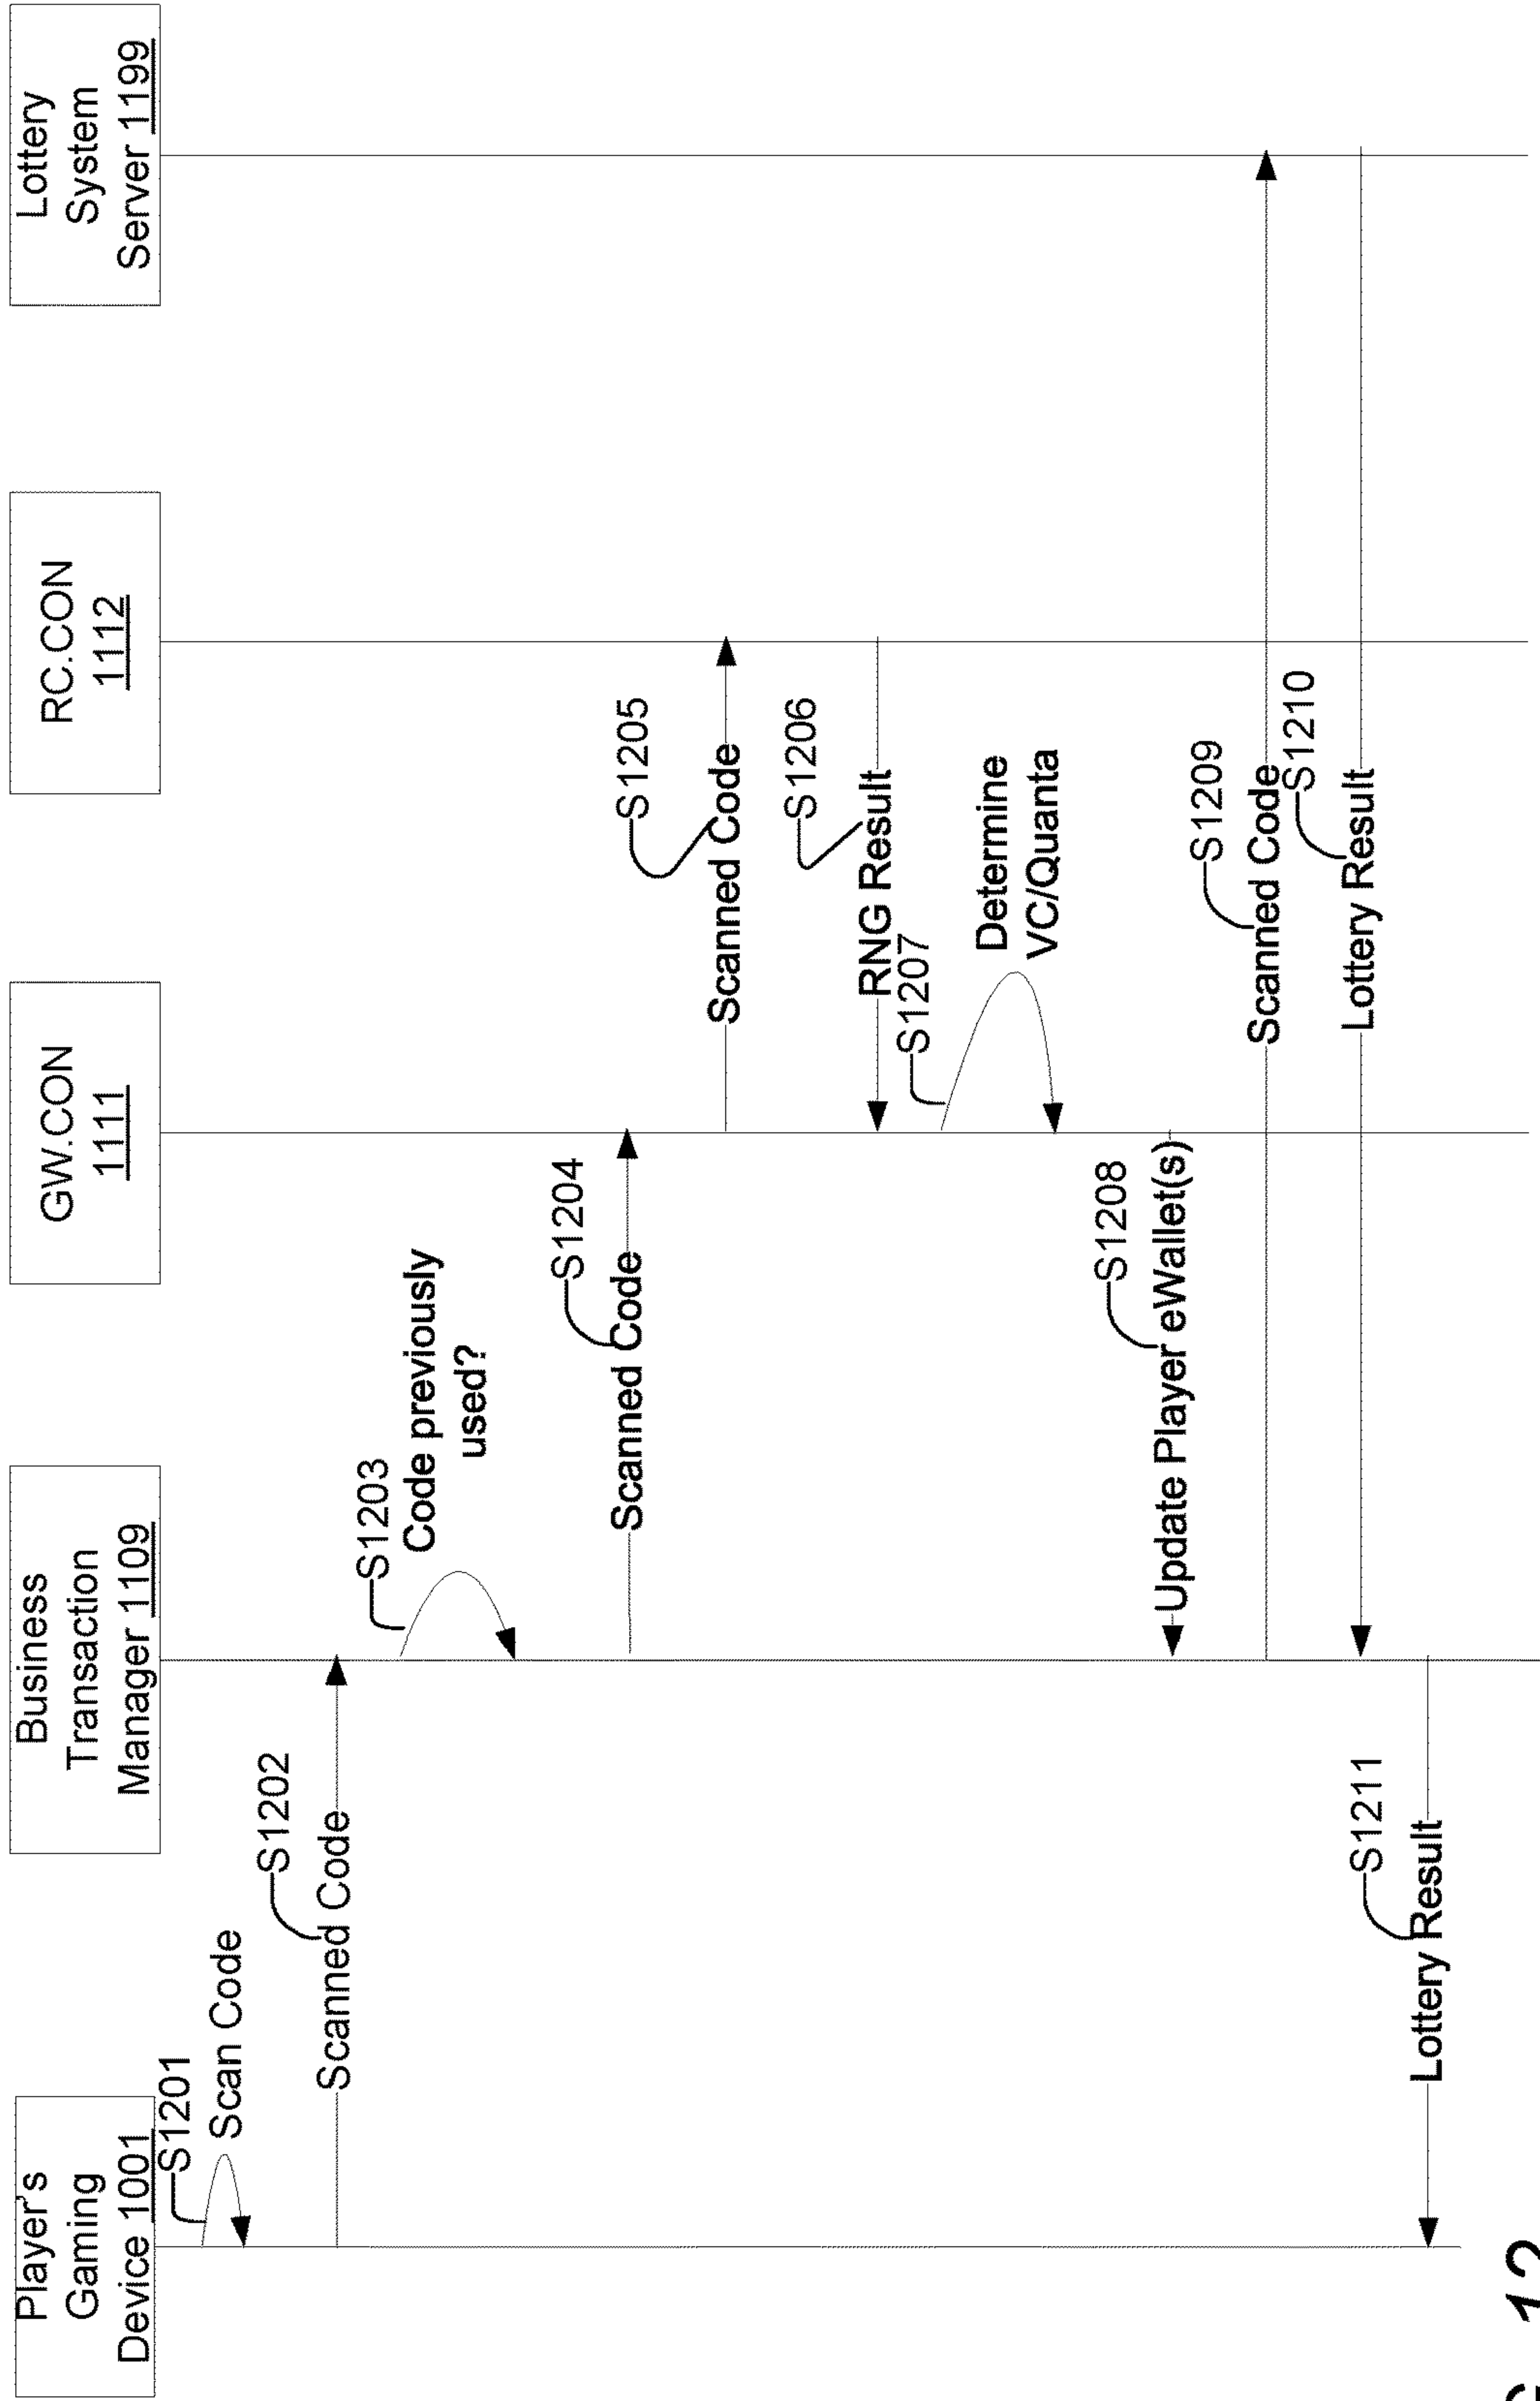 Player's
Gaming
Device 1001
Business
Transaction
Manager 1109
GW.CON
1111
RC.CON
1112
Lottery
System
Server 1199
S1201
Scan Code
S1202
Scanned Code
S1203
Code previously
used?
S1204
Scanned Code
S1205
Scanned Code
S1206
RNG Result
S1207
Determine
VC/Quanta
S1208
Update Player eWallet(s)
S1209
Scanned Code
S1210
Lottery Result
S1211
Lottery Result
12